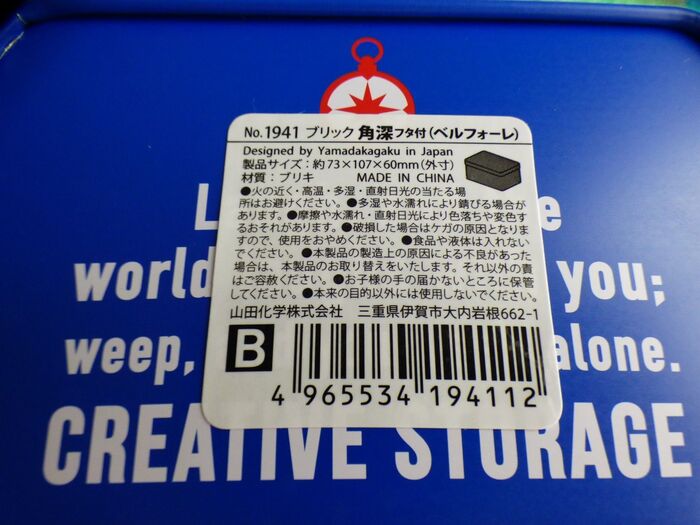 No.1941 ブリック 角深フタ付(ベルフォーレ)
Designed by Yamadakagaku in Japan
製品サイズ:約73×107×60mm(外寸)
材質:ブリキ MADE IN CHINA
●火の近く・高温・多湿・直射日光の当たる場
所はお避けください。●多湿や水濡れにより錆びる場合が
あります。●摩擦や水濡れ・直射日光により色落ちや変色す
るおそれがあります。●破損した場合はケガの原因となりま
すので、使用をおやめください。●食品や液体は入れない
でください。●本製品の製造上の原因による不良があった
場合は、本製品のお取り替えをいたします。それ以外の責
はご容赦ください。●お子様の手の届かないところに保管
してください。●本来の目的以外には使用しないでください。
山田化学株式会社 三重県伊賀市大内岩根662-1
B
4 965534 194112
L e
world you;
weep, alone.
CREATIVE STORAGE